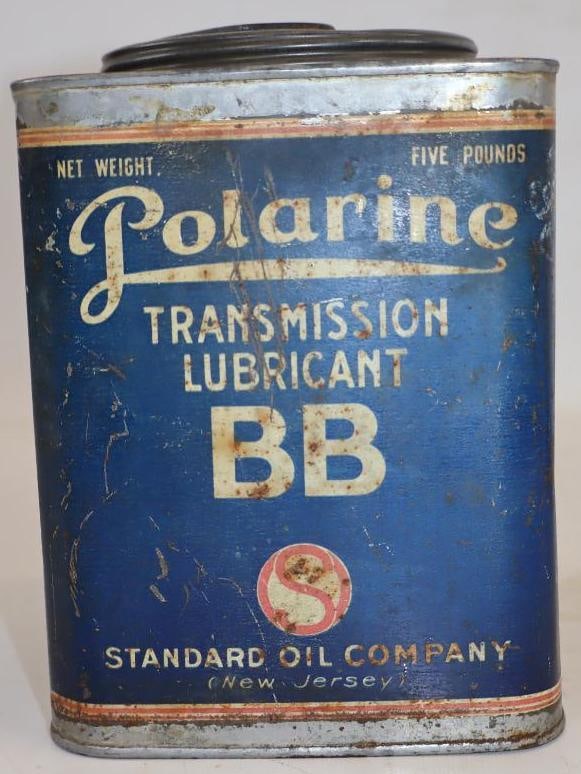 NET WEIGHT. FIVE POUNDS
Polarine
TRANSMISSION
LUBRICANT
BB
S
STANDARD OIL COMPANY
(New Jersey)